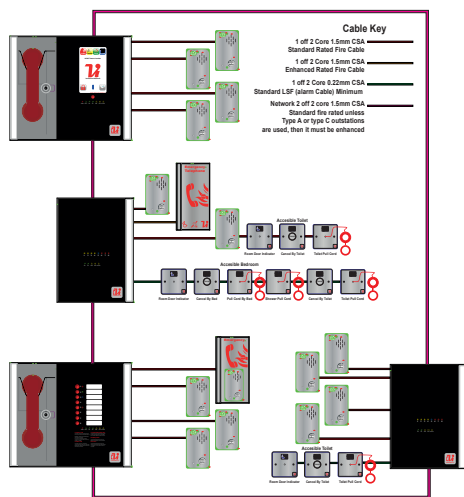 Cable Key
1 off 2 Core 1.5mm CSA
Standard Rated Fire Cable
1 off 2 Core 1.5mm CSA
Enhanced Rated Fire Cable
1 off 2 Core 0.22mm CSA
Standard LSF (alarm Cable) Minimum
Network 2 off 2 core 1.5mm CSA
Standard fire rated unless
Type A or type C outstations
are used, then it must be enhanced
Accesible Toilet
Room Door Indicator
Cancel By Toilet
Toilet Pull Cord
Accessible Bedroom
Room Door Indicator
Cancel By Bed
Pull Cord By Bed
Shower Pull Cord
Cancel By Toilet
Toilet Pull Cord
Accesible Toilet
Room Door Indicator
Cancel By Toilet
Toilet Pull Cord